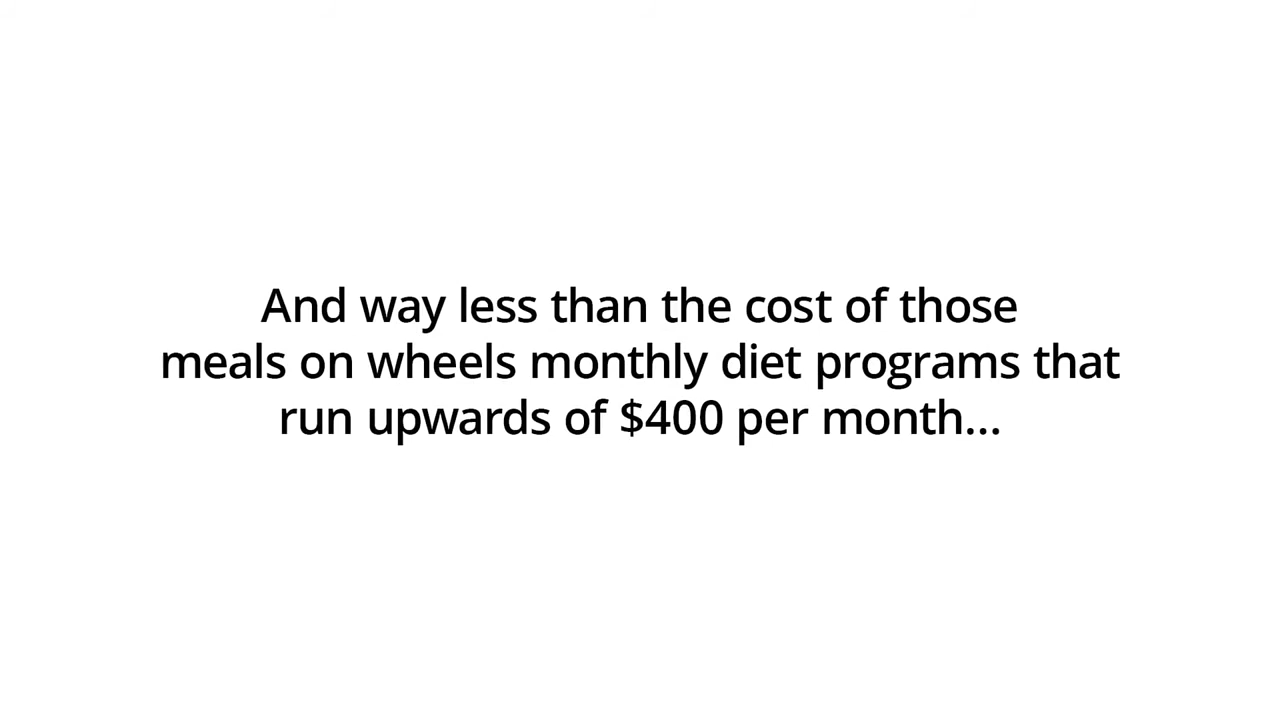 And way less than the cost of those
meals on wheels monthly diet programs that
run upwards of $400 per month...